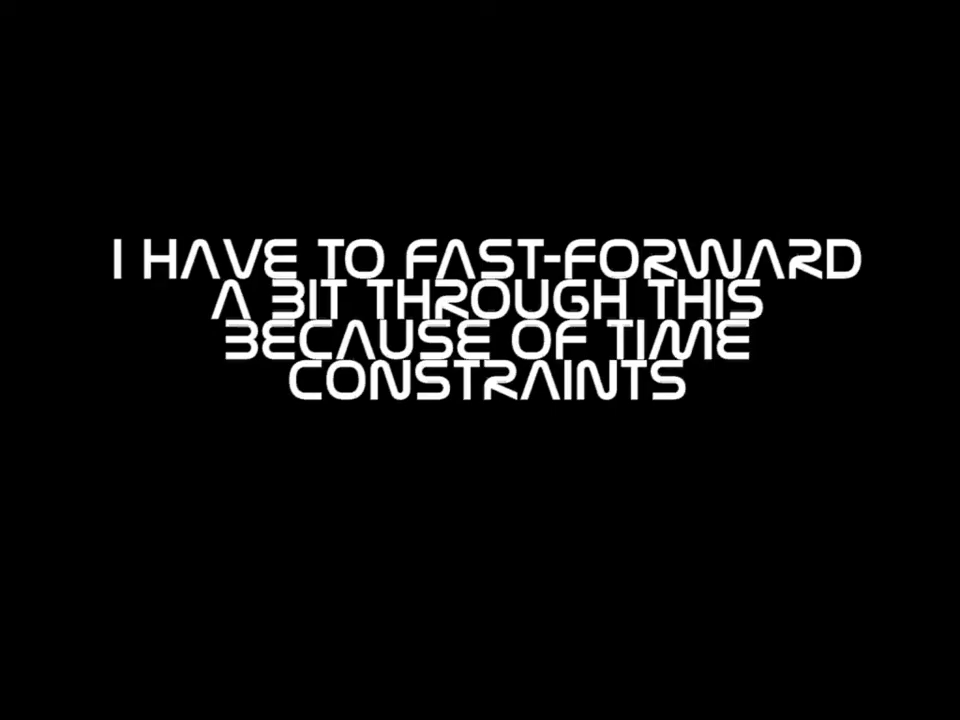 I HAVE TO FAST-FORWARD
A BIT THROUGH THIS
BECAUSE OF TIME
CONSTRAINTS